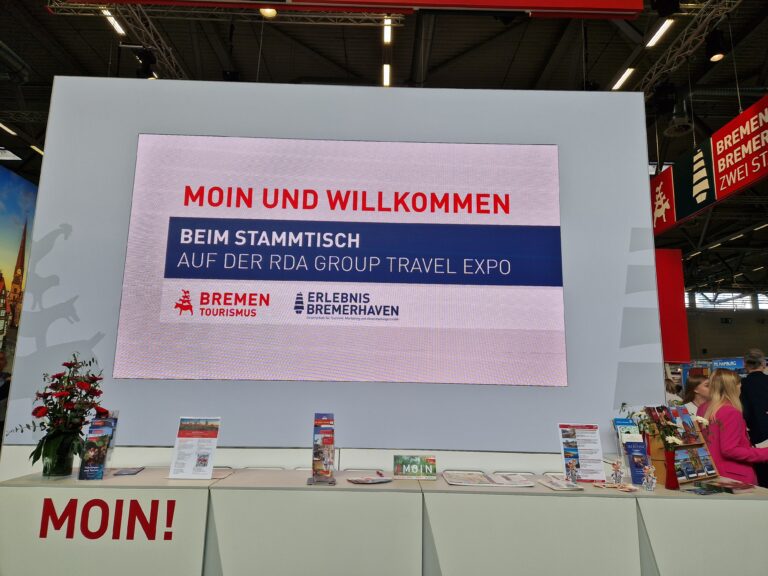 MOIN UND WILLKOMMEN
BEIM STAMMTISCH
AUF DER RDA GROUP TRAVEL EXPO
BREMEN
TOURISMUS
ERLEBNIS
BREMERHAVEN
BREMEN
BREMER
ZWEI ST
HAMBURG
MOIN
MOIN!